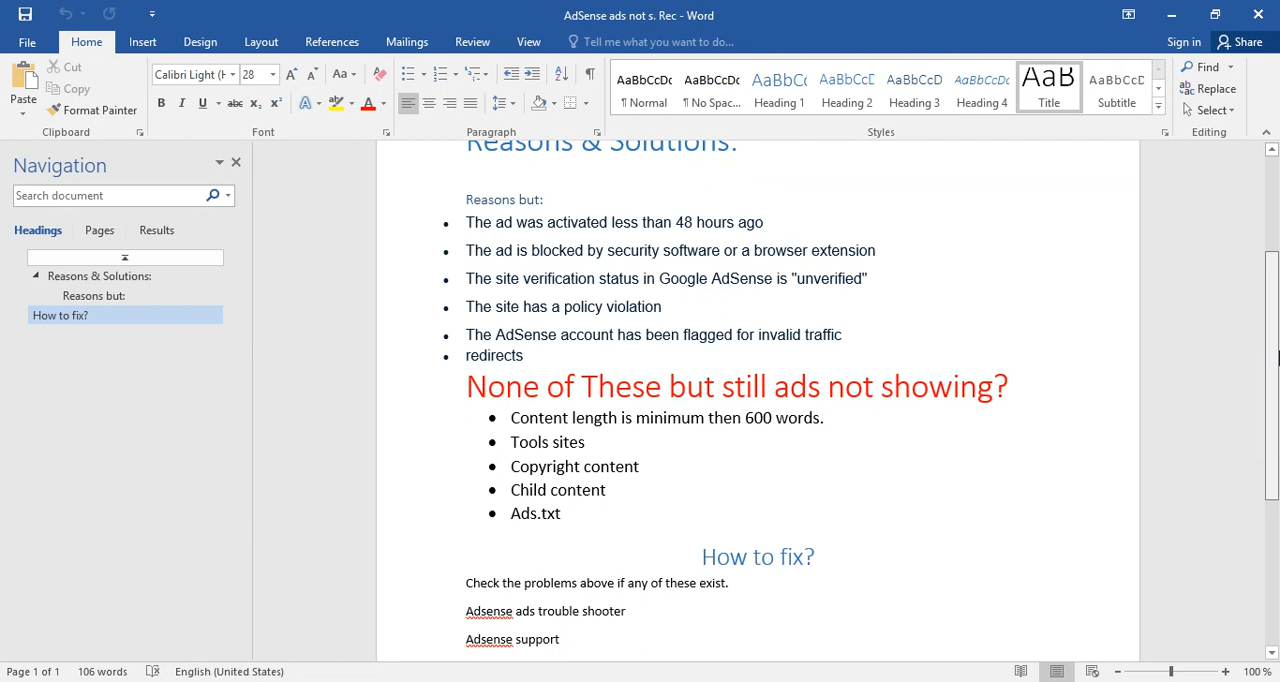 AdSense ads not s. Rec - Word
File Home Insert Design Layout References Mailings Review View Tell me what you want to do... Sign in Share
Paste
Cut
Copy
Format Painter
Clipboard
Calibri Light (H 28
Aa
B I U abc x₂ x² A ab A
Font
Paragraph
AaBbCcDc AaBbCcDc AaBbCc AaBbCcE AaBbCcD AaBbCcDc AaB AaBbCcD
¶ Normal ¶ No Spac... Heading 1 Heading 2 Heading 3 Heading 4 Title Subtitle
Styles
Find
Replace
Select
Editing
Navigation
Search document
Headings Pages Results
Reasons & Solutions:
Reasons but:
How to fix?
Reasons & Solutions:
Reasons but:
• The ad was activated less than 48 hours ago
• The ad is blocked by security software or a browser extension
• The site verification status in Google AdSense is "unverified"
• The site has a policy violation
• The AdSense account has been flagged for invalid traffic
• redirects
None of These but still ads not showing?
• Content length is minimum then 600 words.
• Tools sites
• Copyright content
• Child content
• Ads.txt
How to fix?
Check the problems above if any of these exist.
Adsense ads trouble shooter
Adsense support
Page 1 of 1 106 words English (United States) 100 %